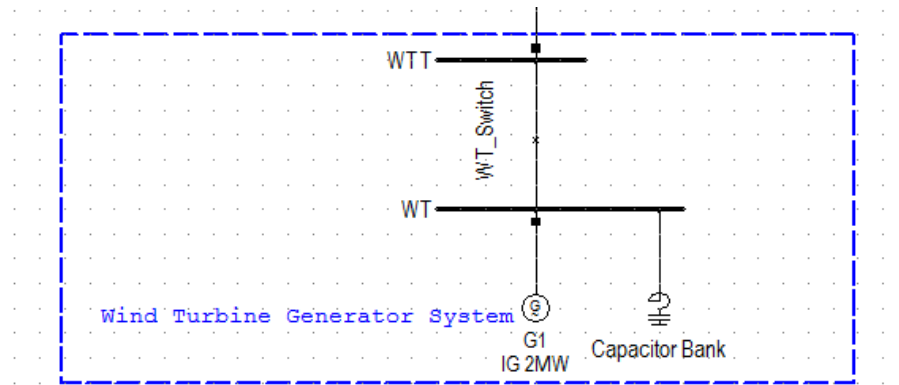 WTT
WT_Switch
WT
Wind Turbine Generator System
G
G1
IG 2MW
Capacitor Bank